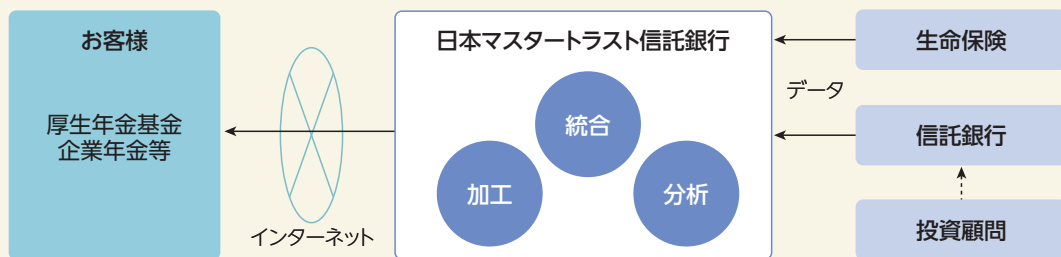 お客様
厚生年金基金
企業年金等
インターネット
日本マスタートラスト信託銀行
統合
加工
分析
データ
生命保険
信託銀行
投資顧問